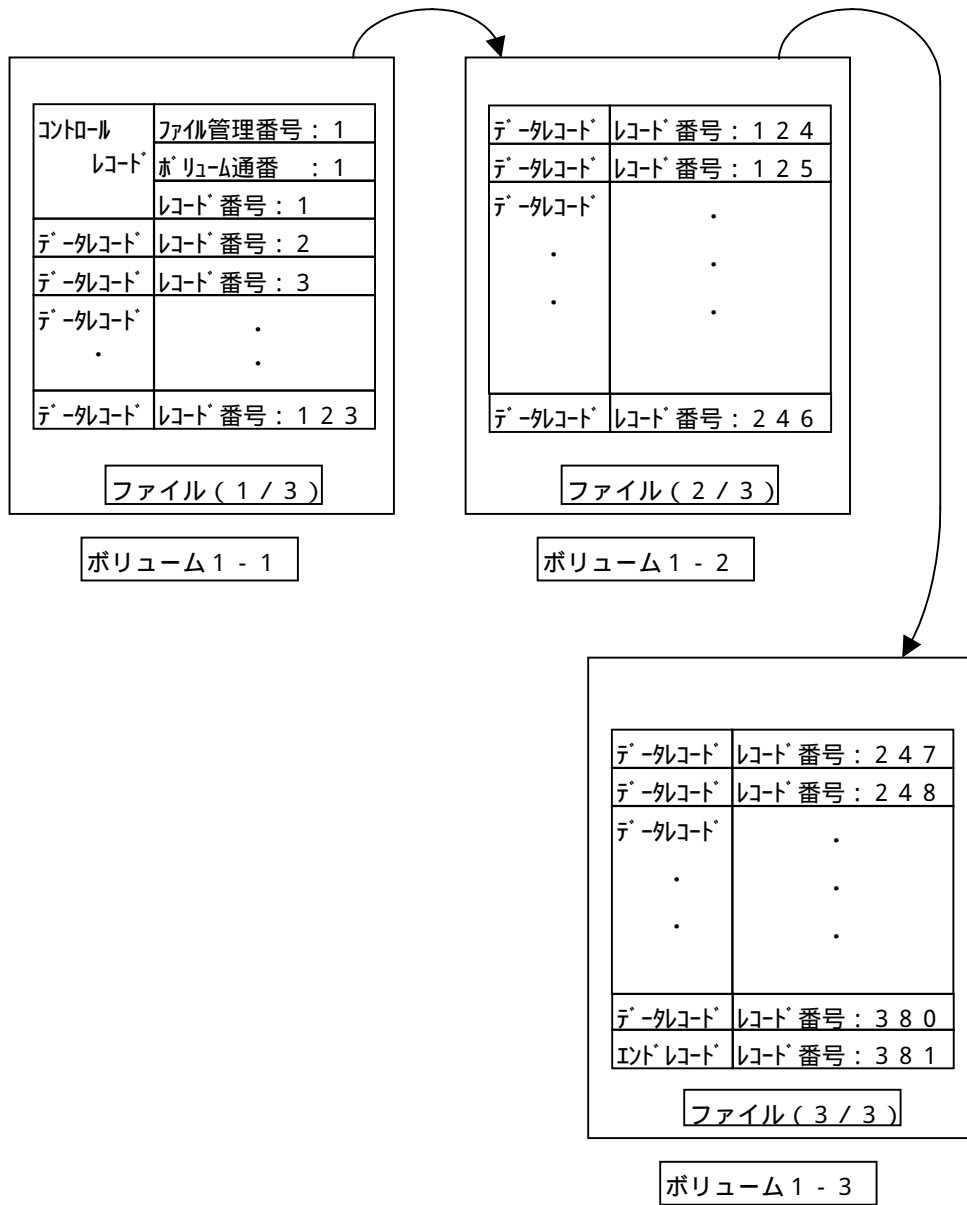 コントロール ファイル管理番号：1
レコード ボリューム通番　：1
レコード番号：1
データレコード レコード番号：2
データレコード レコード番号：3
データレコード ・
・ ・
データレコード レコード番号：123
ファイル（1/3）
ボリューム1-1
データレコード レコード番号：124
データレコード レコード番号：125
データレコード ・
・ ・
・ ・
データレコード レコード番号：246
ファイル（2/3）
ボリューム1-2
データレコード レコード番号：247
データレコード レコード番号：248
データレコード ・
・ ・
・ ・
データレコード レコード番号：380
エンドレコード レコード番号：381
ファイル（3/3）
ボリューム1-3